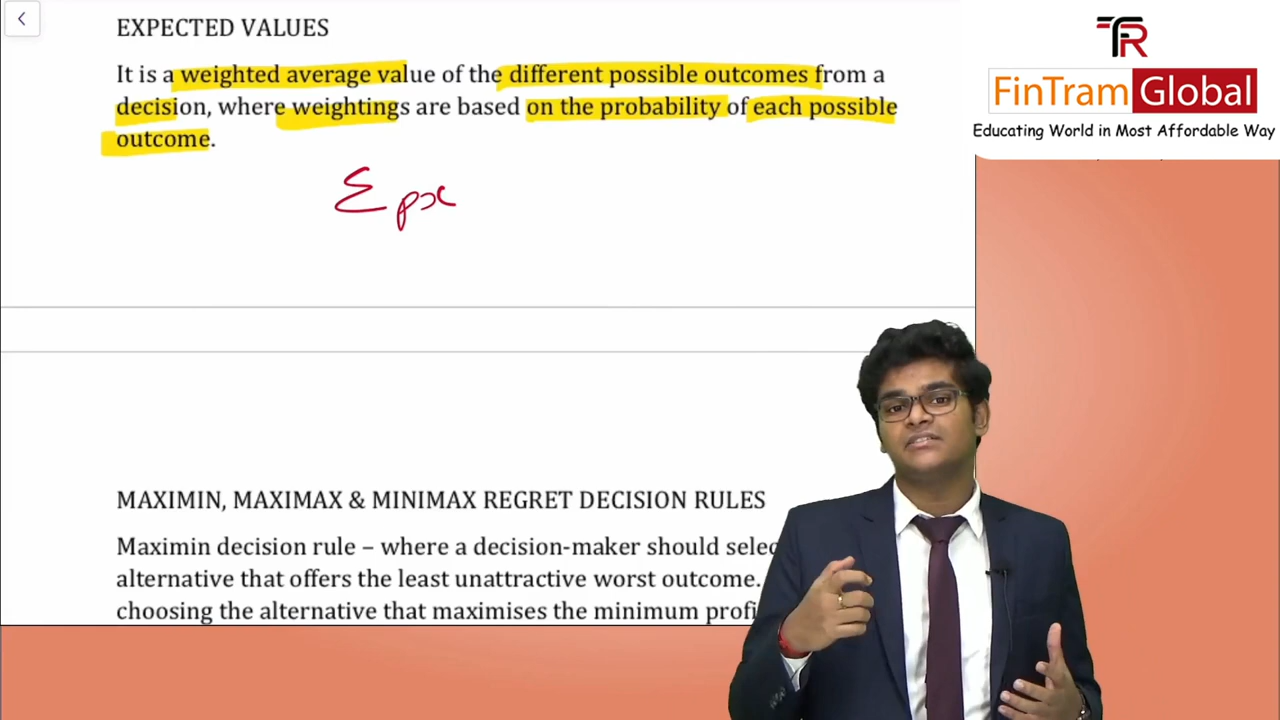 EXPECTED VALUES
It is a weighted average value of the different possible outcomes from a
decision, where weightings are based on the probability of each possible
outcome.
Σpx
MAXIMIN, MAXIMAX & MINIMAX REGRET DECISION RULES
Maximin decision rule – where a decision-maker should
alternative that offers the least unattractive worst outcome.
choosing the alternative that maximises the minimum
TR
FinTram Global
Educating World in Most Affordable Way